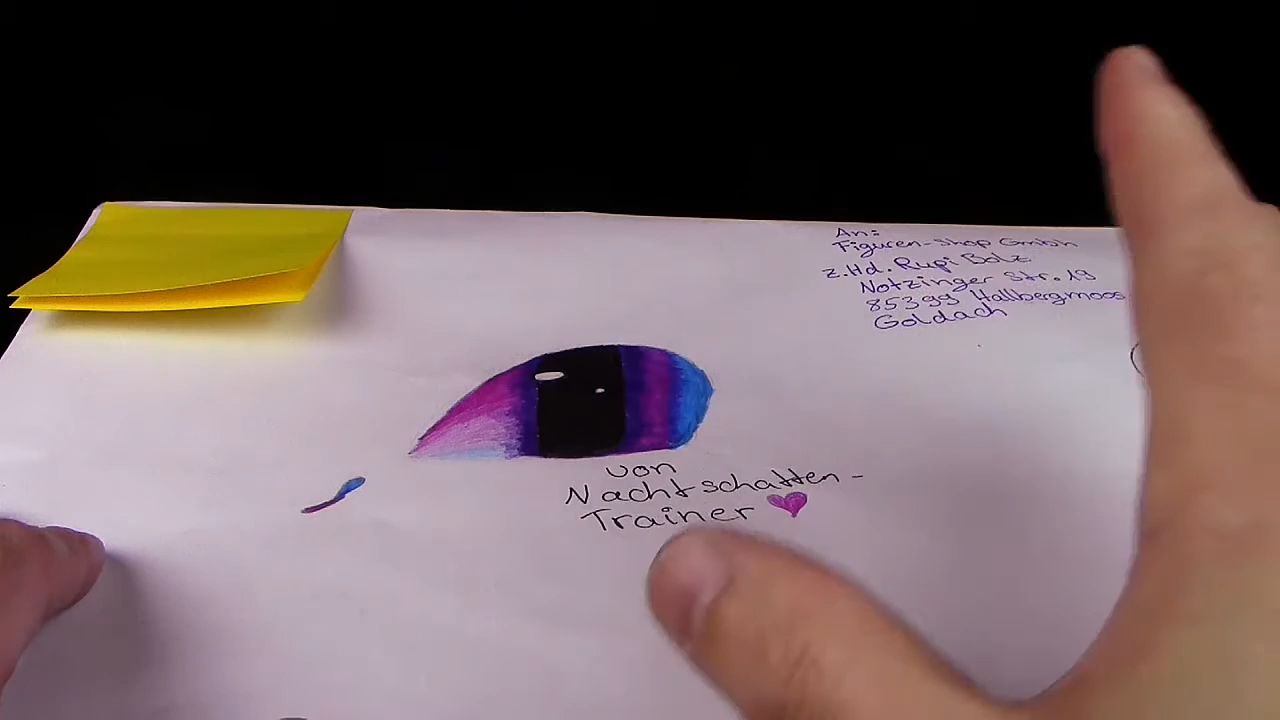 An:
Figuren-Shop GmbH
z.Hd. Rupi Bolz
Notzinger Str. 19
85399 Hallbergmoos
Goldach
von
Nachtschatten-
Trainer